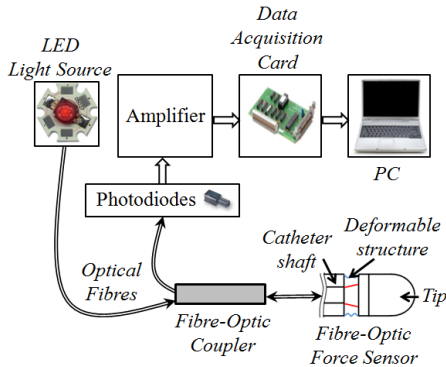 LED
Light Source
Data
Acquisition
Card
Amplifier
PC
Photodiodes
Optical
Fibres
Catheter
shaft
Deformable
structure
Tip
Fibre-Optic
Coupler
Fibre-Optic
Force Sensor